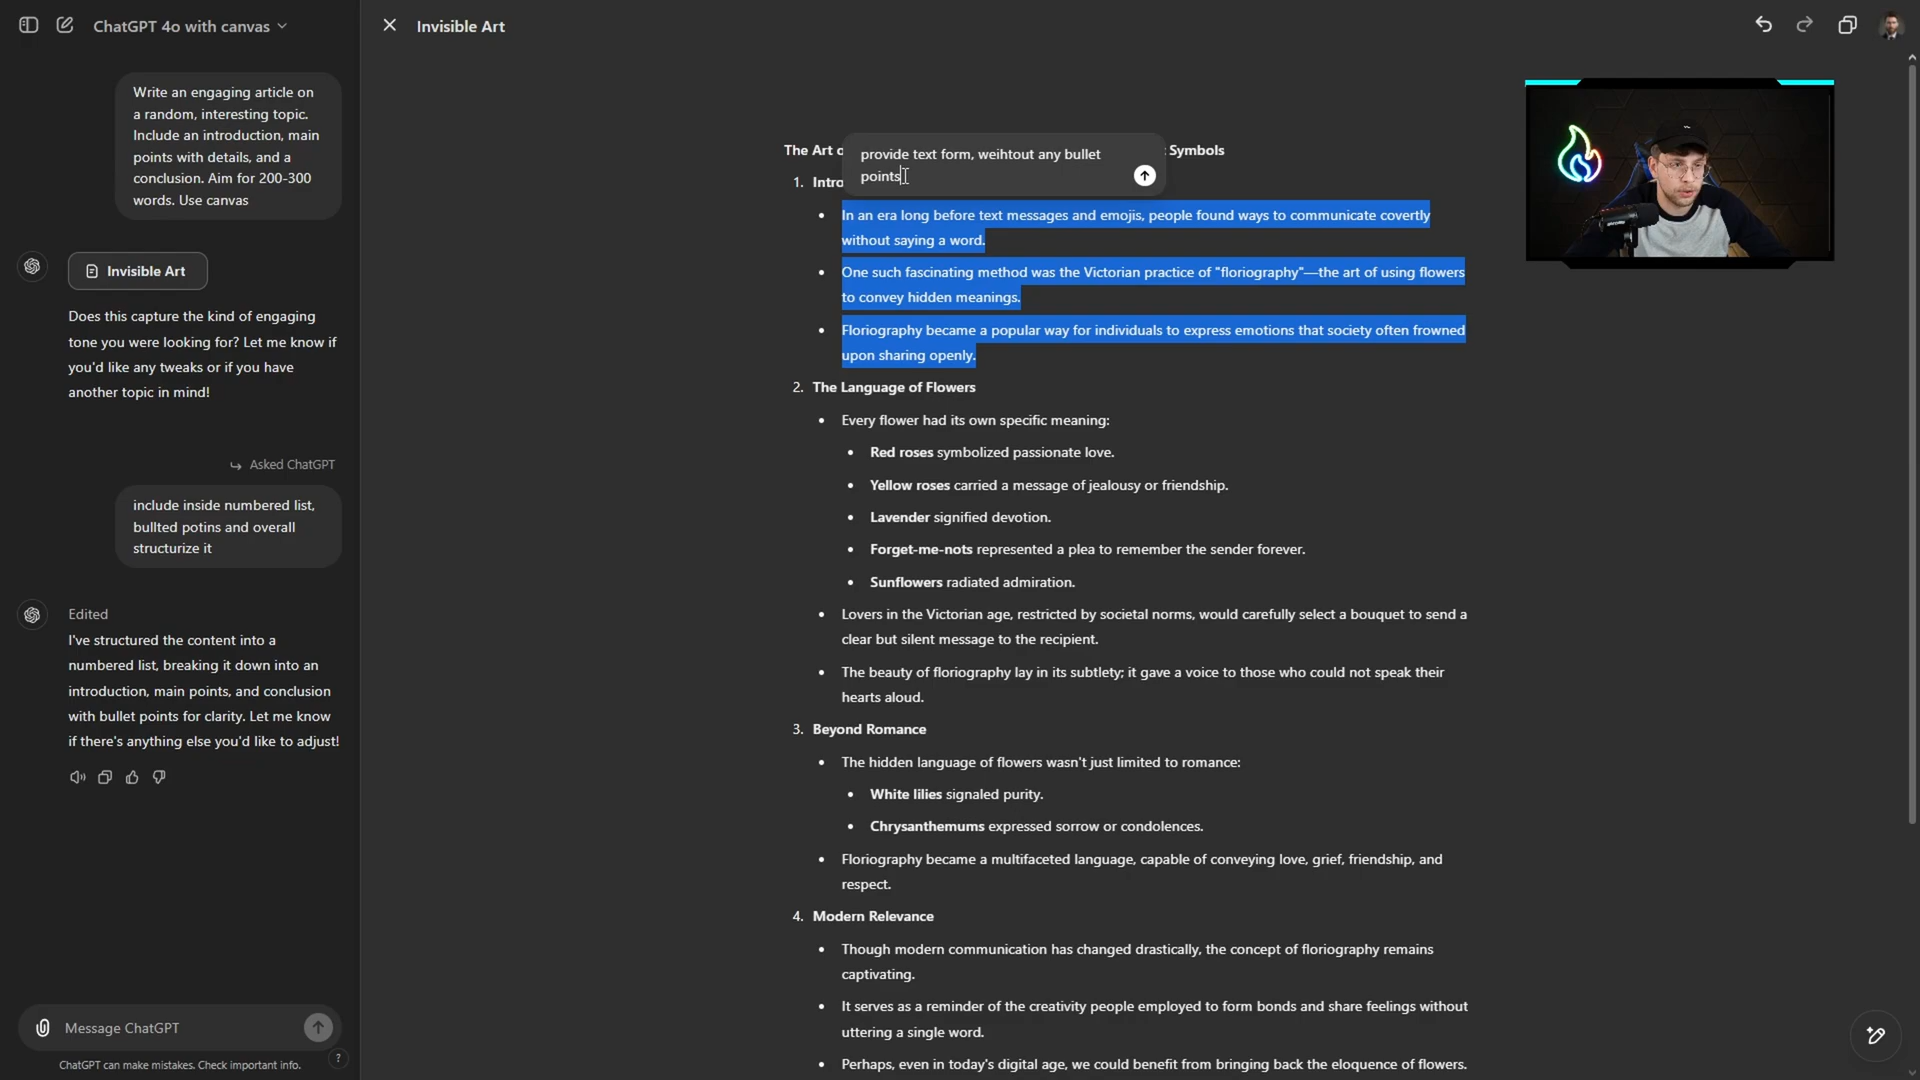 ChatGPT 4o with canvas
Invisible Art
Write an engaging article on
a random, interesting topic.
Include an introduction, main
points with details, and a
conclusion. Aim for 200-300
words. Use canvas
Invisible Art
Does this capture the kind of engaging
tone you were looking for? Let me know if
you'd like any tweaks or if you have
another topic in mind!
Asked ChatGPT
include inside numbered list,
bullted potins and overall
structurize it
Edited
I've structured the content into a
numbered list, breaking it down into an
introduction, main points, and conclusion
with bullet points for clarity. Let me know
if there's anything else you'd like to adjust!
Message ChatGPT
ChatGPT can make mistakes. Check important info.
?
The Art o
Symbols
provide text form, weihtout any bullet
points
1. Intro
• In an era long before text messages and emojis, people found ways to communicate covertly
without saying a word.
• One such fascinating method was the Victorian practice of "floriography"—the art of using flowers
to convey hidden meanings.
• Floriography became a popular way for individuals to express emotions that society often frowned
upon sharing openly.
2. The Language of Flowers
• Every flower had its own specific meaning:
• Red roses symbolized passionate love.
• Yellow roses carried a message of jealousy or friendship.
• Lavender signified devotion.
• Forget-me-nots represented a plea to remember the sender forever.
• Sunflowers radiated admiration.
• Lovers in the Victorian age, restricted by societal norms, would carefully select a bouquet to send a
clear but silent message to the recipient.
• The beauty of floriography lay in its subtlety; it gave a voice to those who could not speak their
hearts aloud.
3. Beyond Romance
• The hidden language of flowers wasn't just limited to romance:
• White lilies signaled purity.
• Chrysanthemums expressed sorrow or condolences.
• Floriography became a multifaceted language, capable of conveying love, grief, friendship, and
respect.
4. Modern Relevance
• Though modern communication has changed drastically, the concept of floriography remains
captivating.
• It serves as a reminder of the creativity people employed to form bonds and share feelings without
uttering a single word.
• Perhaps, even in today's digital age, we could benefit from bringing back the eloquence of flowers.